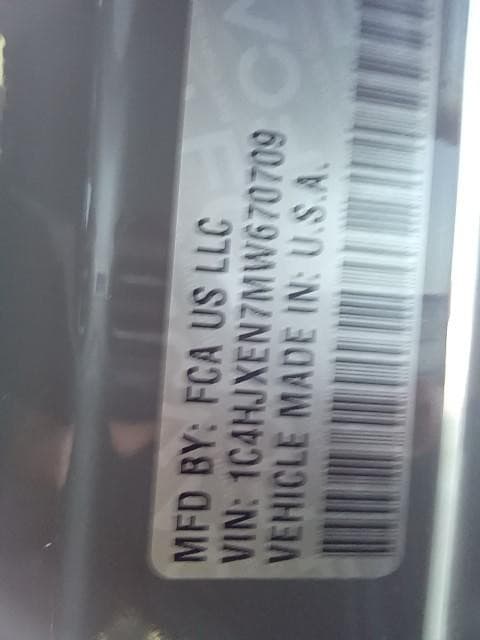 MFD BY: FCA US LLC
VIN: 1C4HJXEN7MW670709
VEHICLE MADE IN: U.S.A.